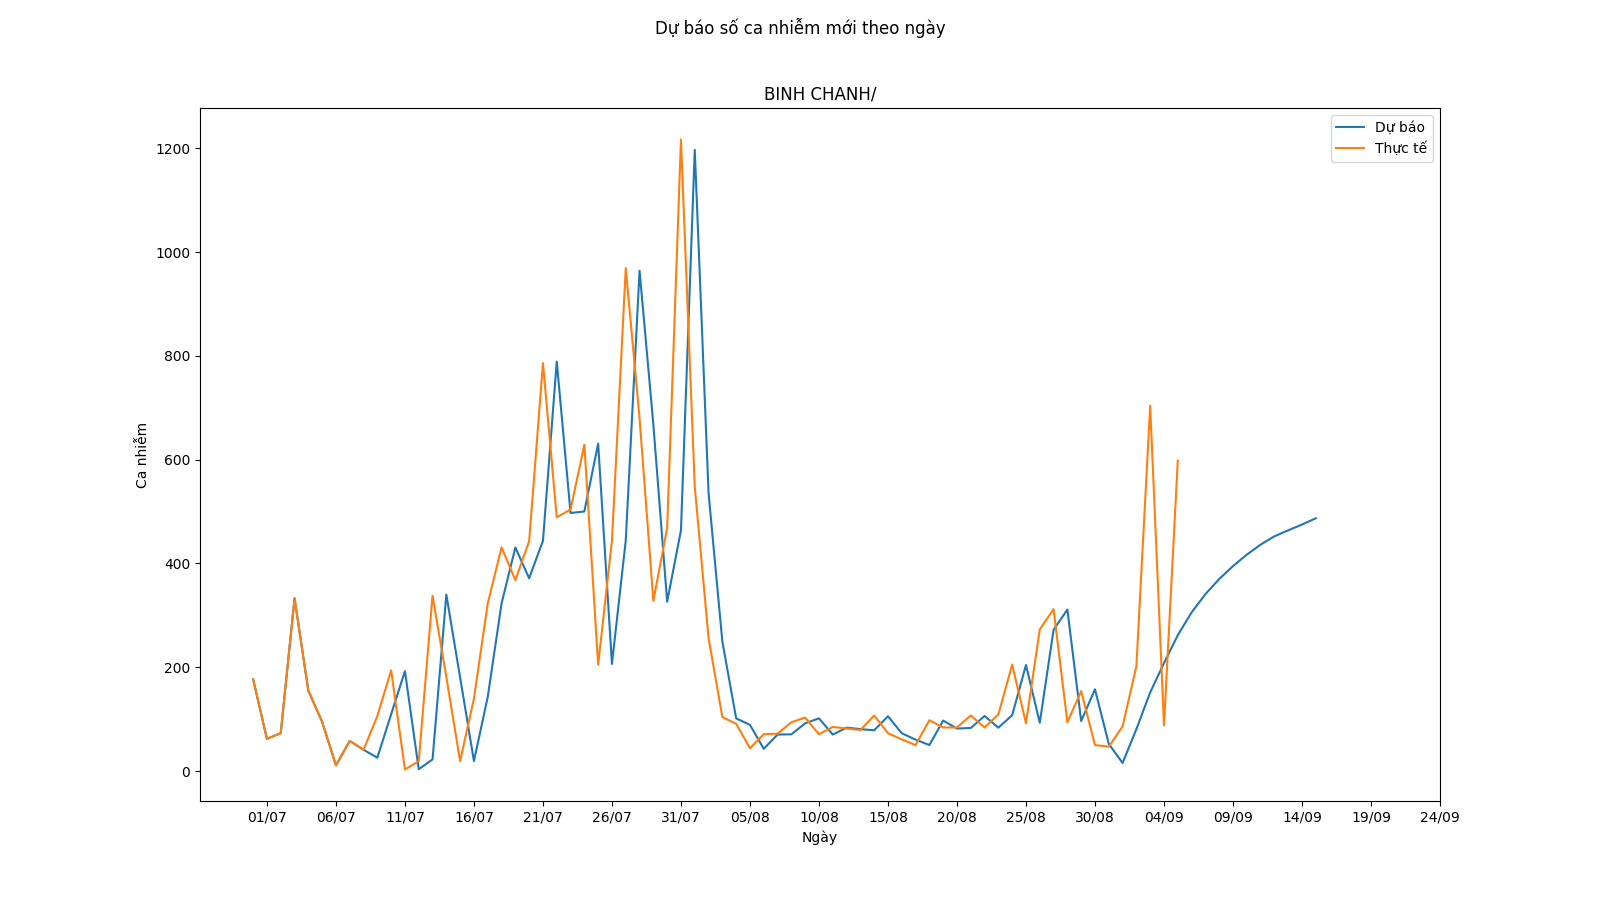 Dự báo số ca nhiễm mới theo ngày
BINH CHANH/
Dự báo
Thực tế
1200
1000
800
600
400
200
0
Ca nhiễm
01/07 06/07 11/07 16/07 21/07 26/07 31/07 05/08 10/08 15/08 20/08 25/08 30/08 04/09 09/09 14/09 19/09 24/09
Ngày